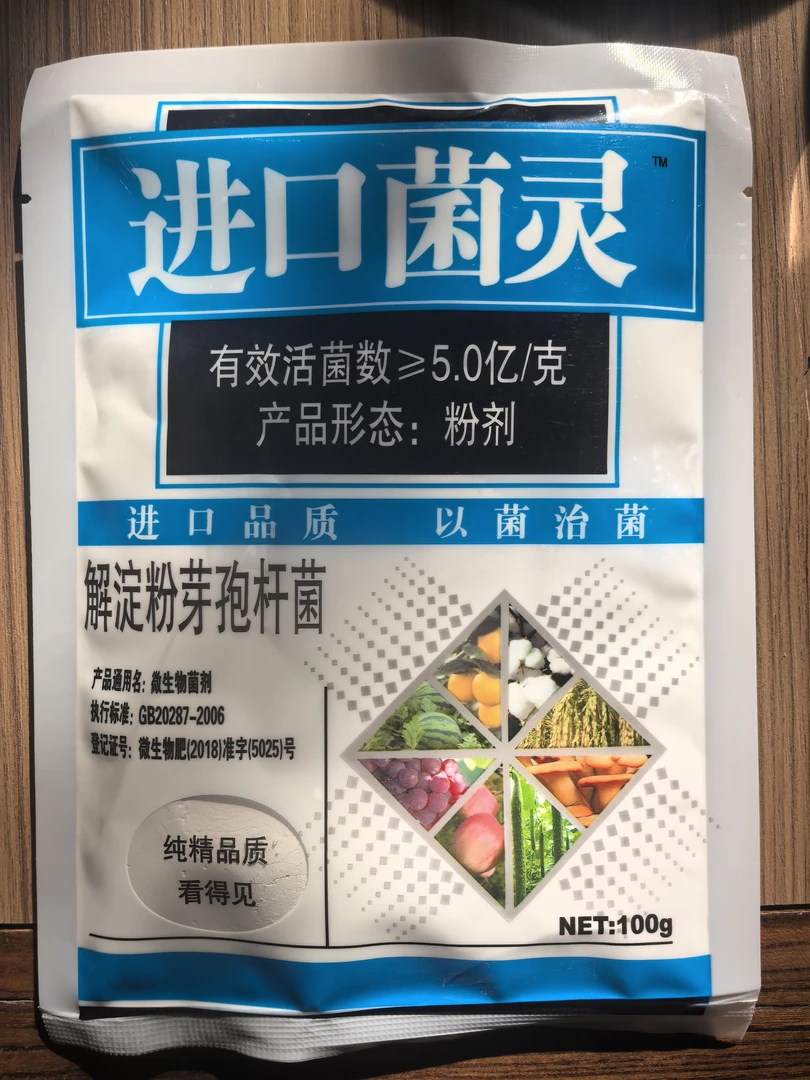 进口菌灵™
有效活菌数≥5.0亿/克
产品形态：粉剂
进口品质 以菌治菌
解淀粉芽孢杆菌
产品通用名：微生物菌剂
执行标准：GB20287-2006
登记证号：微生物肥(2018)准字(5025)号
纯精品质
看得见
NET:100g